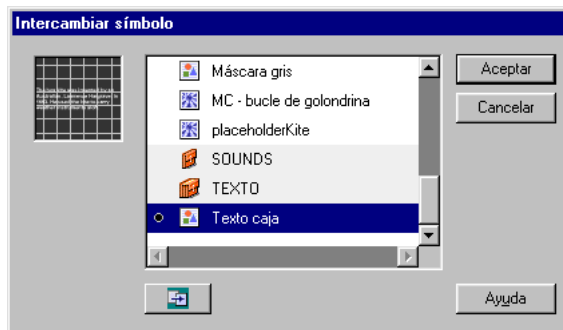 Intercambiar símbolo
Máscara gris
MC - bucle de golondrina
placeholderKite
SOUNDS
TEXTO
Texto caja
Aceptar
Cancelar
Ayuda